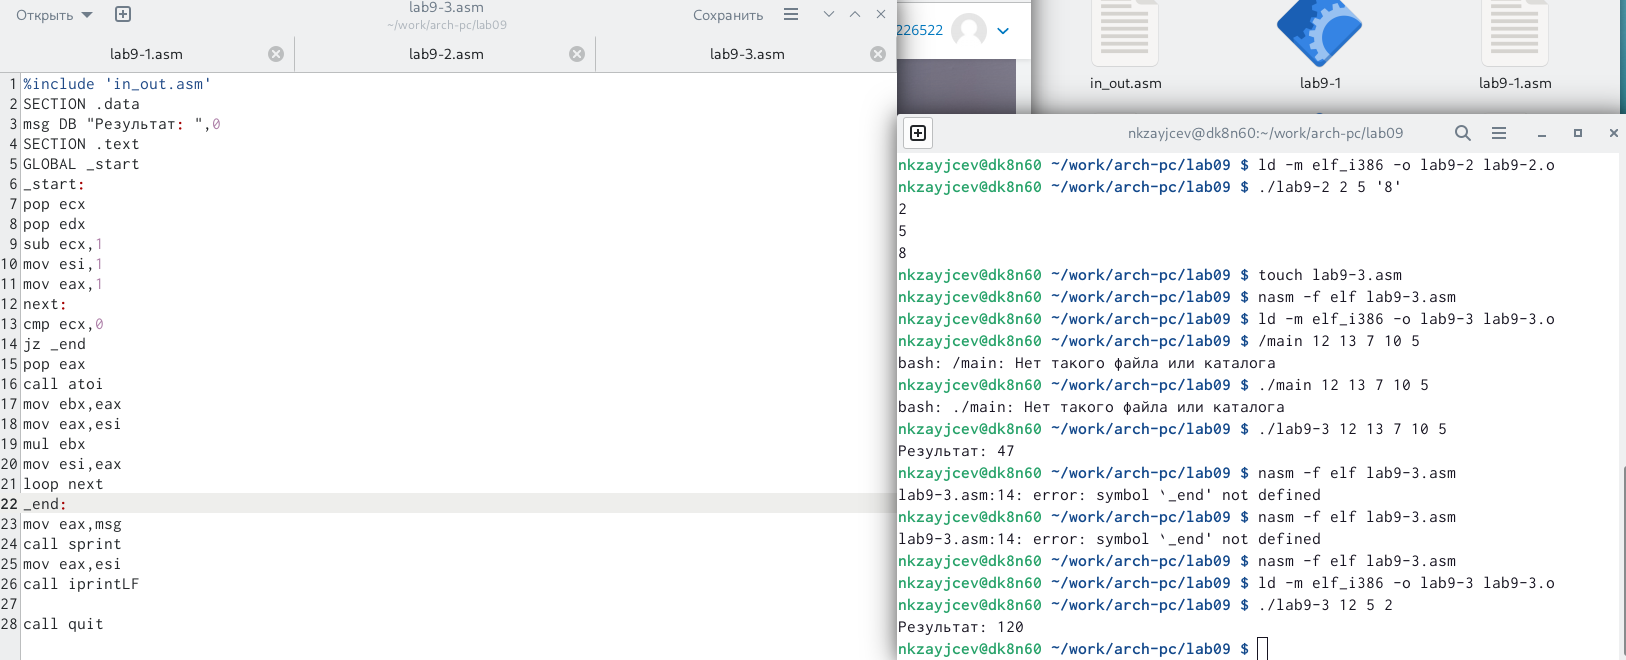 Открыть
lab9-3.asm
~/work/arch-pc/lab09
Сохранить
lab9-1.asm
lab9-2.asm
lab9-3.asm
1 %include 'in_out.asm'
2 SECTION .data
3 msg DB "Результат: ",0
4 SECTION .text
5 GLOBAL _start
6 _start:
7 pop ecx
8 pop edx
9 sub ecx,1
10 mov esi,1
11 mov eax,1
12 next:
13 cmp ecx,0
14 jz _end
15 pop eax
16 call atoi
17 mov ebx,eax
18 mov eax,esi
19 mul ebx
20 mov esi,eax
21 loop next
22 _end:
23 mov eax,msg
24 call sprint
25 mov eax,esi
26 call iprintLF
27
28 call quit
226522
in_out.asm
lab9-1
lab9-1.asm
nkzayjcev@dk8n60:~/work/arch-pc/lab09
nkzayjcev@dk8n60 ~/work/arch-pc/lab09 $ ld -m elf_i386 -o lab9-2 lab9-2.o
nkzayjcev@dk8n60 ~/work/arch-pc/lab09 $ ./lab9-2 2 5 '8'
2
5
8
nkzayjcev@dk8n60 ~/work/arch-pc/lab09 $ touch lab9-3.asm
nkzayjcev@dk8n60 ~/work/arch-pc/lab09 $ nasm -f elf lab9-3.asm
nkzayjcev@dk8n60 ~/work/arch-pc/lab09 $ ld -m elf_i386 -o lab9-3 lab9-3.o
nkzayjcev@dk8n60 ~/work/arch-pc/lab09 $ /main 12 13 7 10 5
bash: /main: Нет такого файла или каталога
nkzayjcev@dk8n60 ~/work/arch-pc/lab09 $ ./main 12 13 7 10 5
bash: ./main: Нет такого файла или каталога
nkzayjcev@dk8n60 ~/work/arch-pc/lab09 $ ./lab9-3 12 13 7 10 5
Результат: 47
nkzayjcev@dk8n60 ~/work/arch-pc/lab09 $ nasm -f elf lab9-3.asm
lab9-3.asm:14: error: symbol `_end' not defined
nkzayjcev@dk8n60 ~/work/arch-pc/lab09 $ nasm -f elf lab9-3.asm
lab9-3.asm:14: error: symbol `_end' not defined
nkzayjcev@dk8n60 ~/work/arch-pc/lab09 $ nasm -f elf lab9-3.asm
nkzayjcev@dk8n60 ~/work/arch-pc/lab09 $ ld -m elf_i386 -o lab9-3 lab9-3.o
nkzayjcev@dk8n60 ~/work/arch-pc/lab09 $ ./lab9-3 12 5 2
Результат: 120
nkzayjcev@dk8n60 ~/work/arch-pc/lab09 $